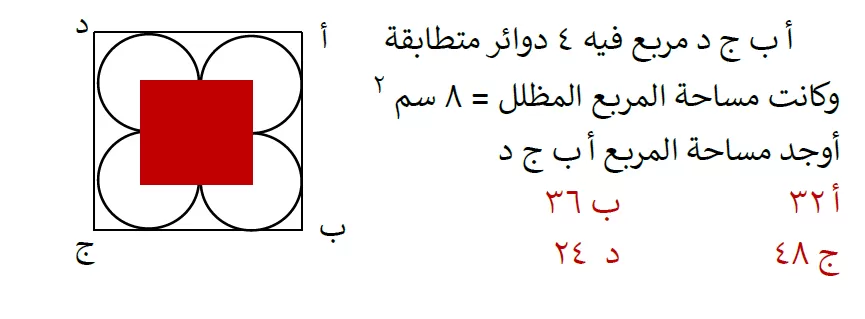 أ ب ج د مربع فيه ٤ دوائر متطابقة
وكانت مساحة المربع المظلل = ٨ سم ٢
أوجد مساحة المربع أ ب ج د
أ ٣٢ ب ٣٦
ج ٤٨ د ٢٤
أ
د
ب
ج